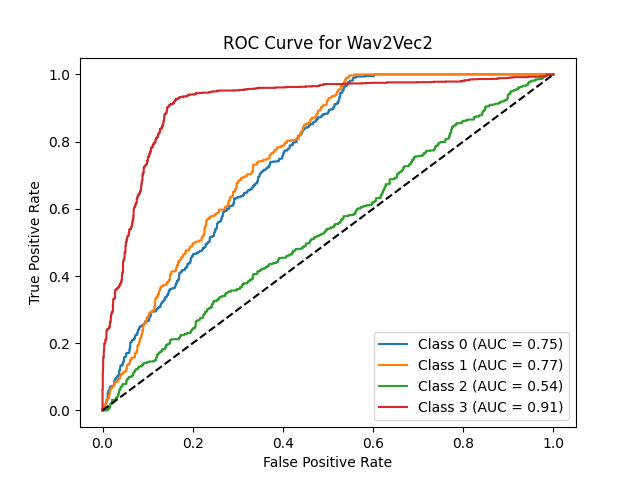 ROC Curve for Wav2Vec2
True Positive Rate
1.0
0.8
0.6
0.4
0.2
0.0
Class 0 (AUC = 0.75)
Class 1 (AUC = 0.77)
Class 2 (AUC = 0.54)
Class 3 (AUC = 0.91)
0.0 0.2 0.4 0.6 0.8 1.0
False Positive Rate